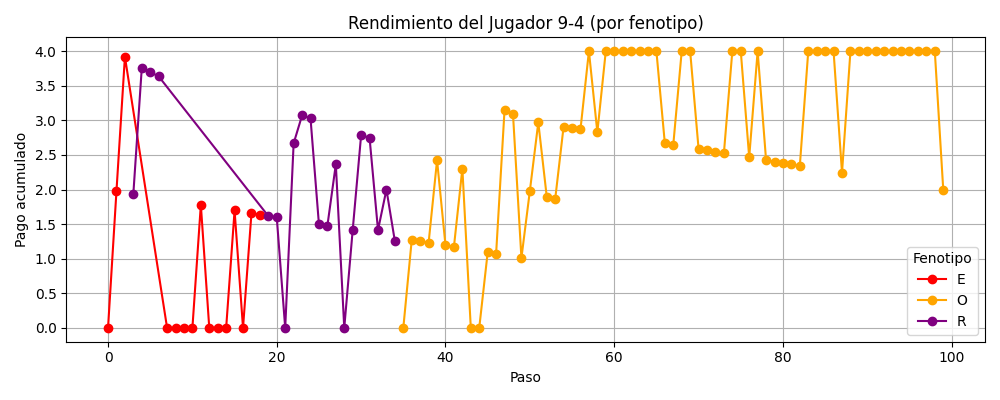 Rendimiento del Jugador 9-4 (por fenotipo)
Pago acumulado
4.0
3.5
3.0
2.5
2.0
1.5
1.0
0.5
0.0
Fenotipo
E
O
R
0 20 40 60 80 100
Paso